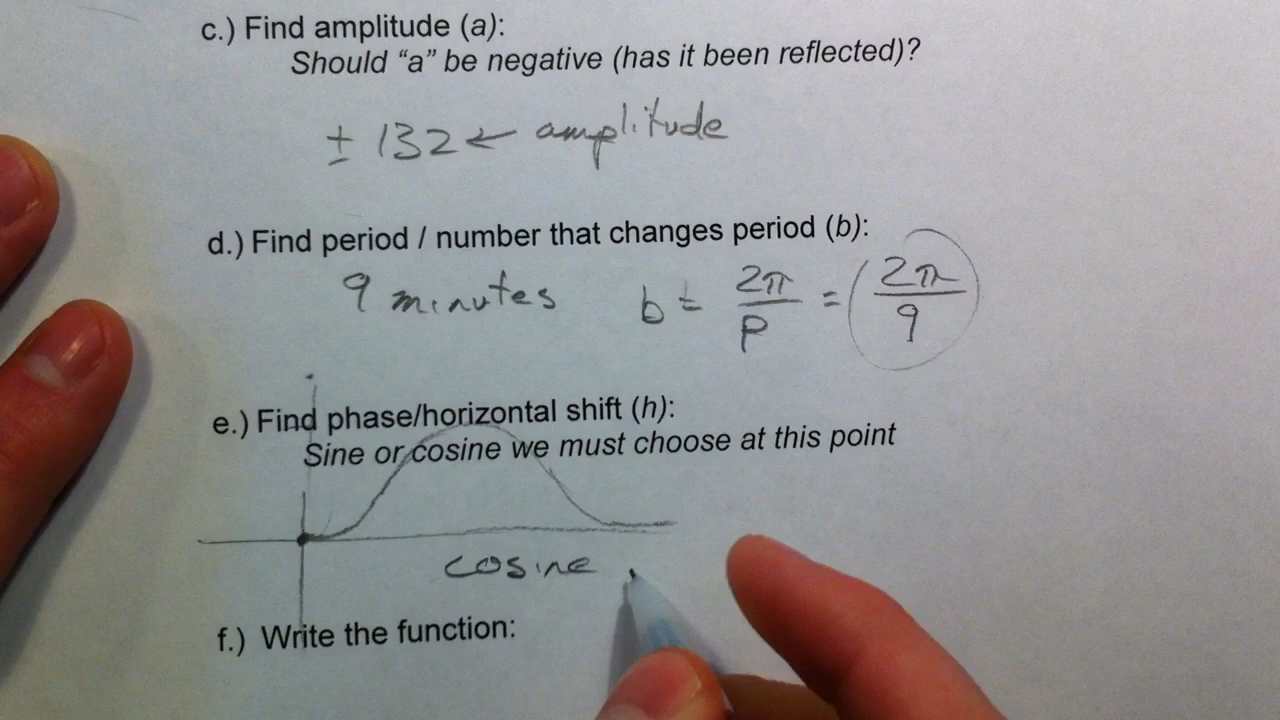 c.) Find amplitude (a):
Should “a” be negative (has it been reflected)?
± 132 ← amplitude
d.) Find period / number that changes period (b):
9 minutes b = 2π/P = 2π/9
e.) Find phase/horizontal shift (h):
Sine or cosine we must choose at this point
cosine
f.) Write the function: